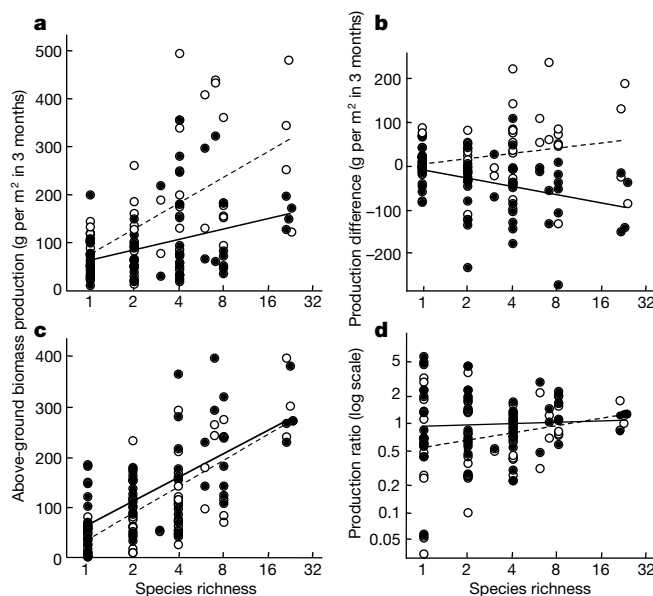 a
Above-ground biomass production (g per m² in 3 months)
500
400
300
200
100
0
1 2 4 8 16 32
b
Production difference (g per m² in 3 months)
200
100
0
−100
−200
1 2 4 8 16 32
c
400
300
200
100
0
1 2 4 8 16 32
Species richness
d
Production ratio (log scale)
5
2
1
0.5
0.2
0.1
0.05
1 2 4 8 16 32
Species richness